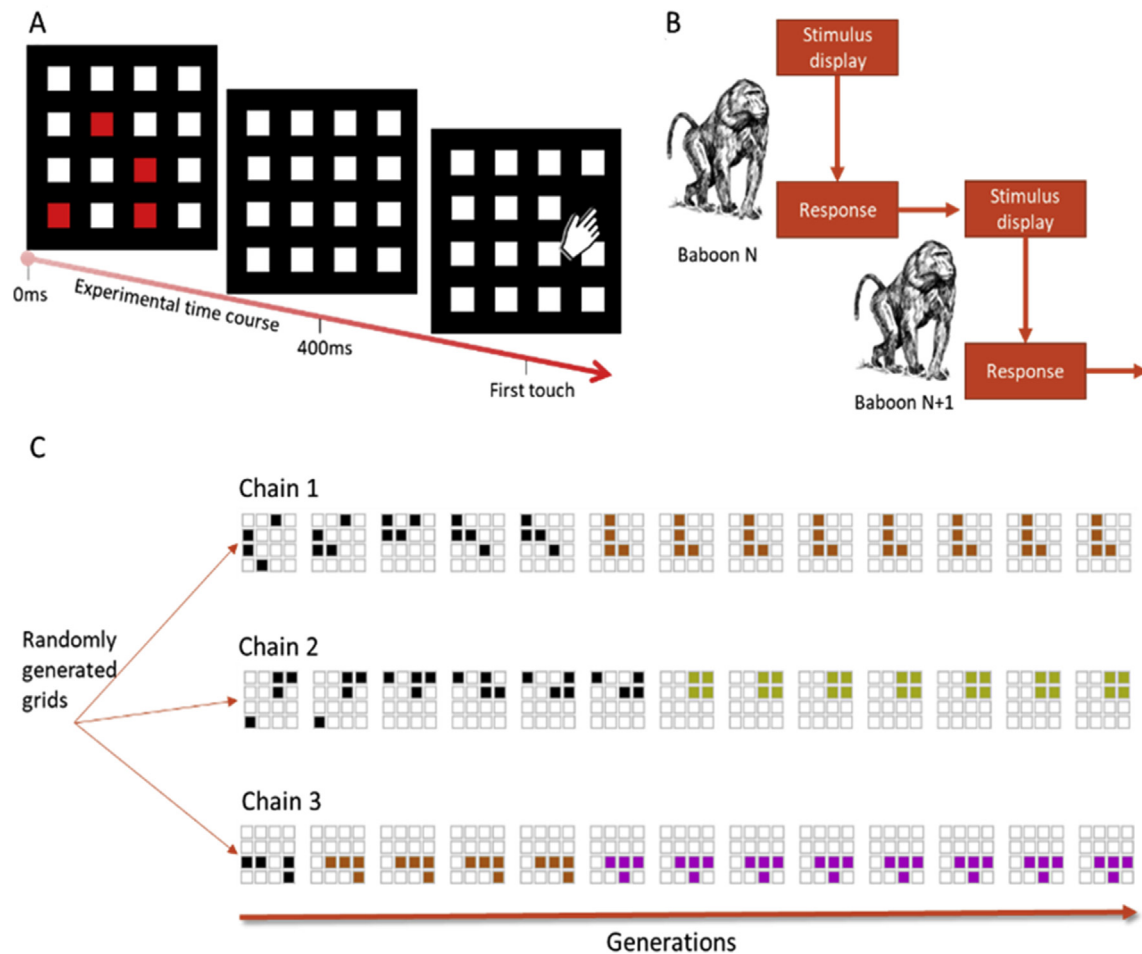 A
0ms
Experimental time course
400ms
First touch
B
Stimulus
display
Response
Baboon N
Stimulus
display
Response
Baboon N+1
C
Chain 1
Randomly
generated
grids
Chain 2
Chain 3
Generations